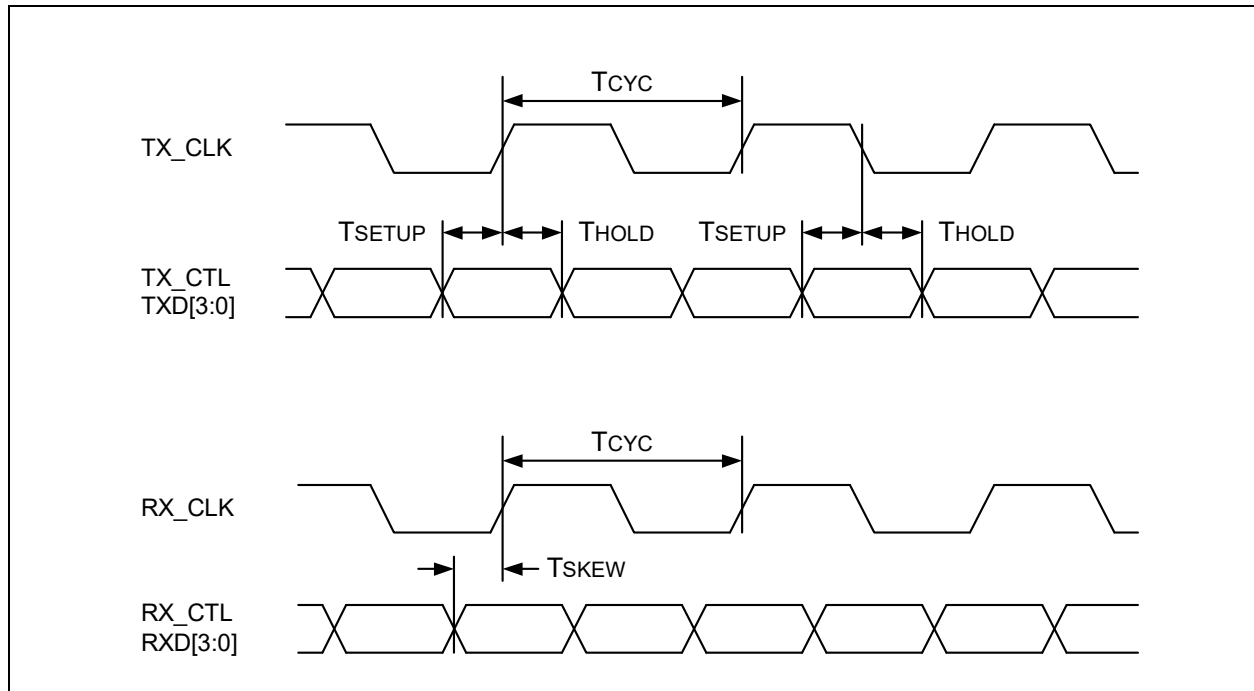 TCYC
TX_CLK
TSETUP THOLD TSETUP THOLD
TX_CTL
TXD[3:0]
TCYC
RX_CLK
TSKEW
RX_CTL
RXD[3:0]